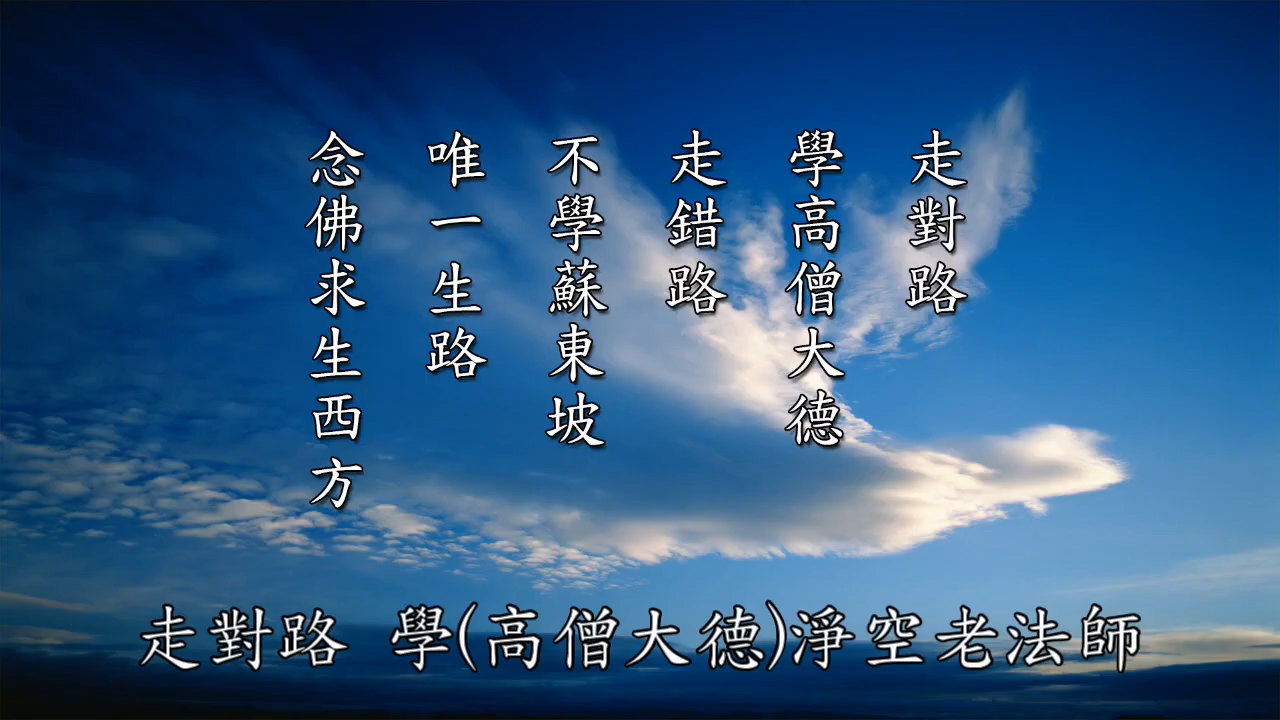 走對路
學高僧大德
走錯路
不學蘇東坡
唯一生路
念佛求生西方
走對路 學(高僧大德)淨空老法師